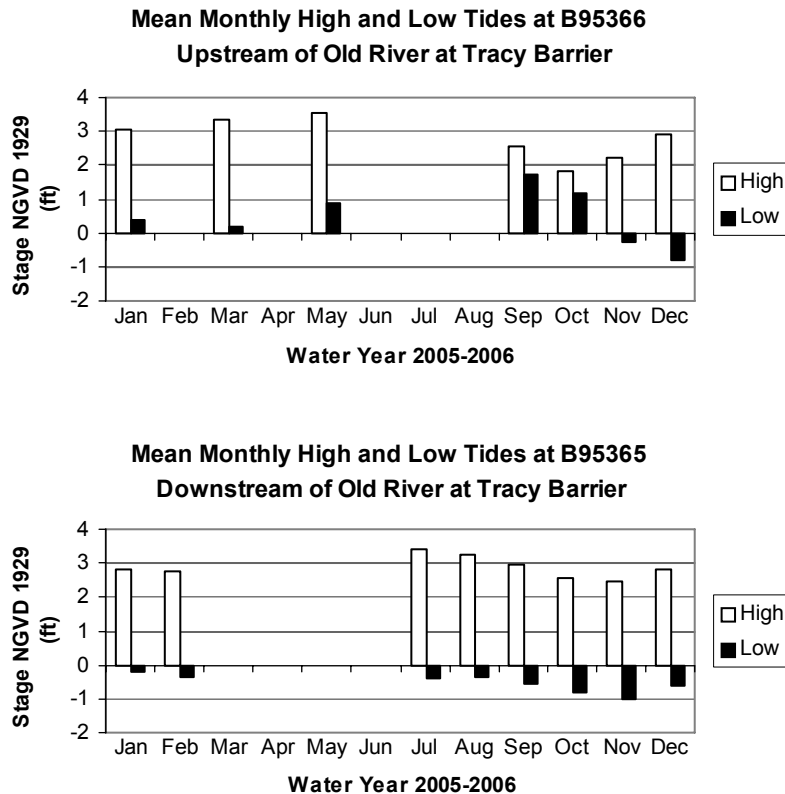 Mean Monthly High and Low Tides at B95366
Upstream of Old River at Tracy Barrier
Stage NGVD 1929
(ft)
4
3
2
1
0
-1
-2
Jan Feb Mar Apr May Jun Jul Aug Sep Oct Nov Dec
Water Year 2005-2006
High
Low
Mean Monthly High and Low Tides at B95365
Downstream of Old River at Tracy Barrier
Stage NGVD 1929
(ft)
4
3
2
1
0
-1
-2
Jan Feb Mar Apr May Jun Jul Aug Sep Oct Nov Dec
Water Year 2005-2006
High
Low